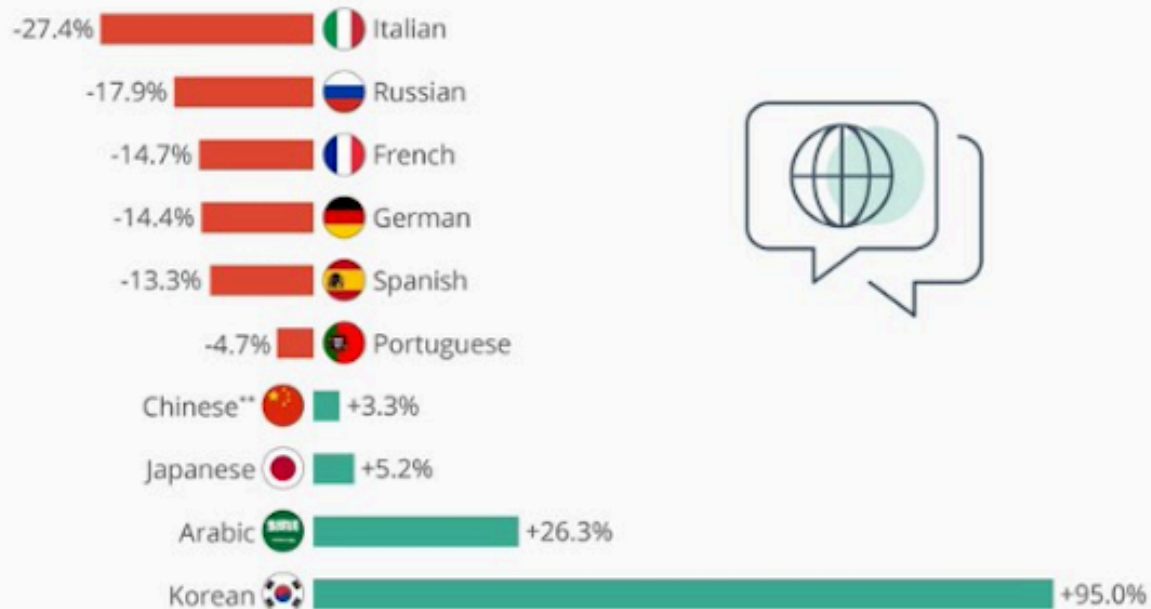 -27.4% Italian
-17.9% Russian
-14.7% French
-14.4% German
-13.3% Spanish
-4.7% Portuguese
Chinese** +3.3%
Japanese +5.2%
Arabic +26.3%
Korean +95.0%